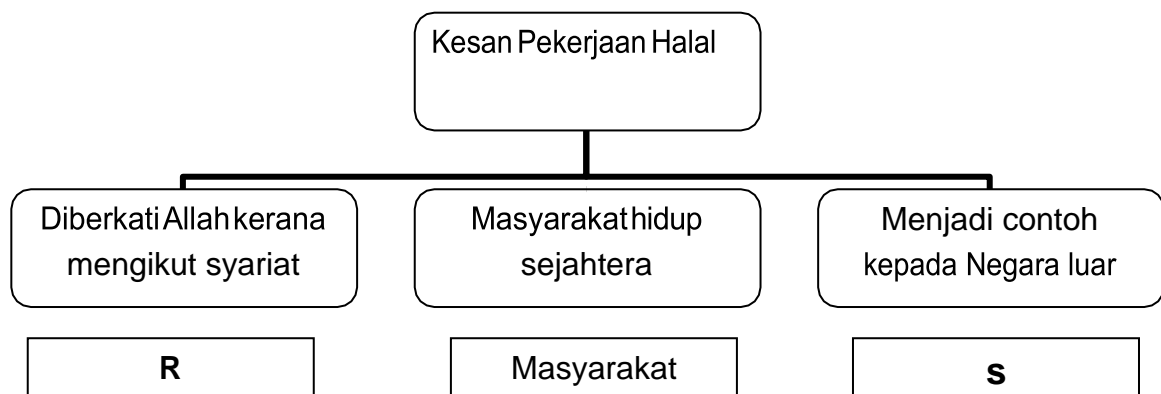 Kesan Pekerjaan Halal
Diberkati Allah kerana
mengikut syariat
Masyarakat hidup
sejahtera
Menjadi contoh
kepada Negara luar
R
Masyarakat
S